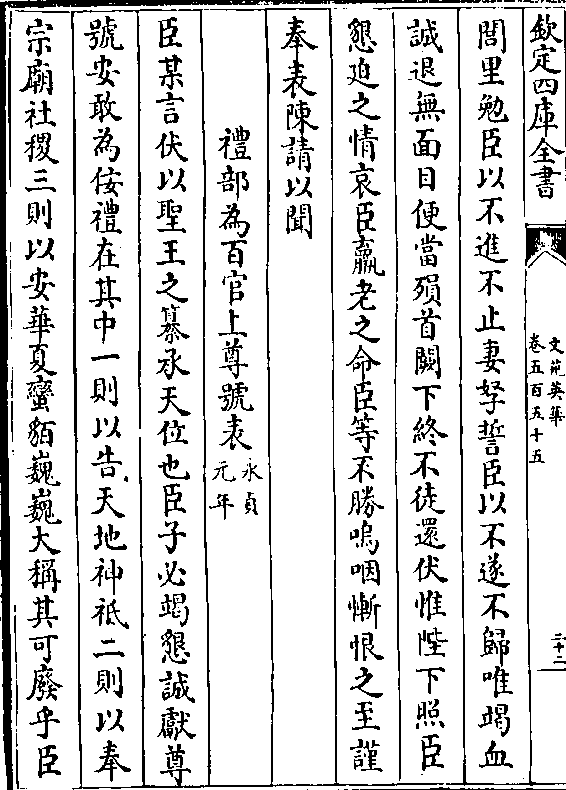 欽定四庫全書
文苑英華
卷五百五十五
三十二
閭里勉臣以不進不止妻孥誓臣以不遂不歸唯竭血
誠退無面目便當殞首闕下終不徒還伏惟陛下照臣
懇迫之情哀臣羸老之命臣等不勝嗚咽慚恨之至謹
奉表陳請以聞
禮部為百官上尊號表永貞元年
臣某言伏以聖王之纂承天位也臣子必竭懇誠獻尊
號安敢為佞禮在其中一則以告天地神祇二則以奉
宗廟社稷三則以安華夏蠻貊巍巍大稱其可廢乎臣